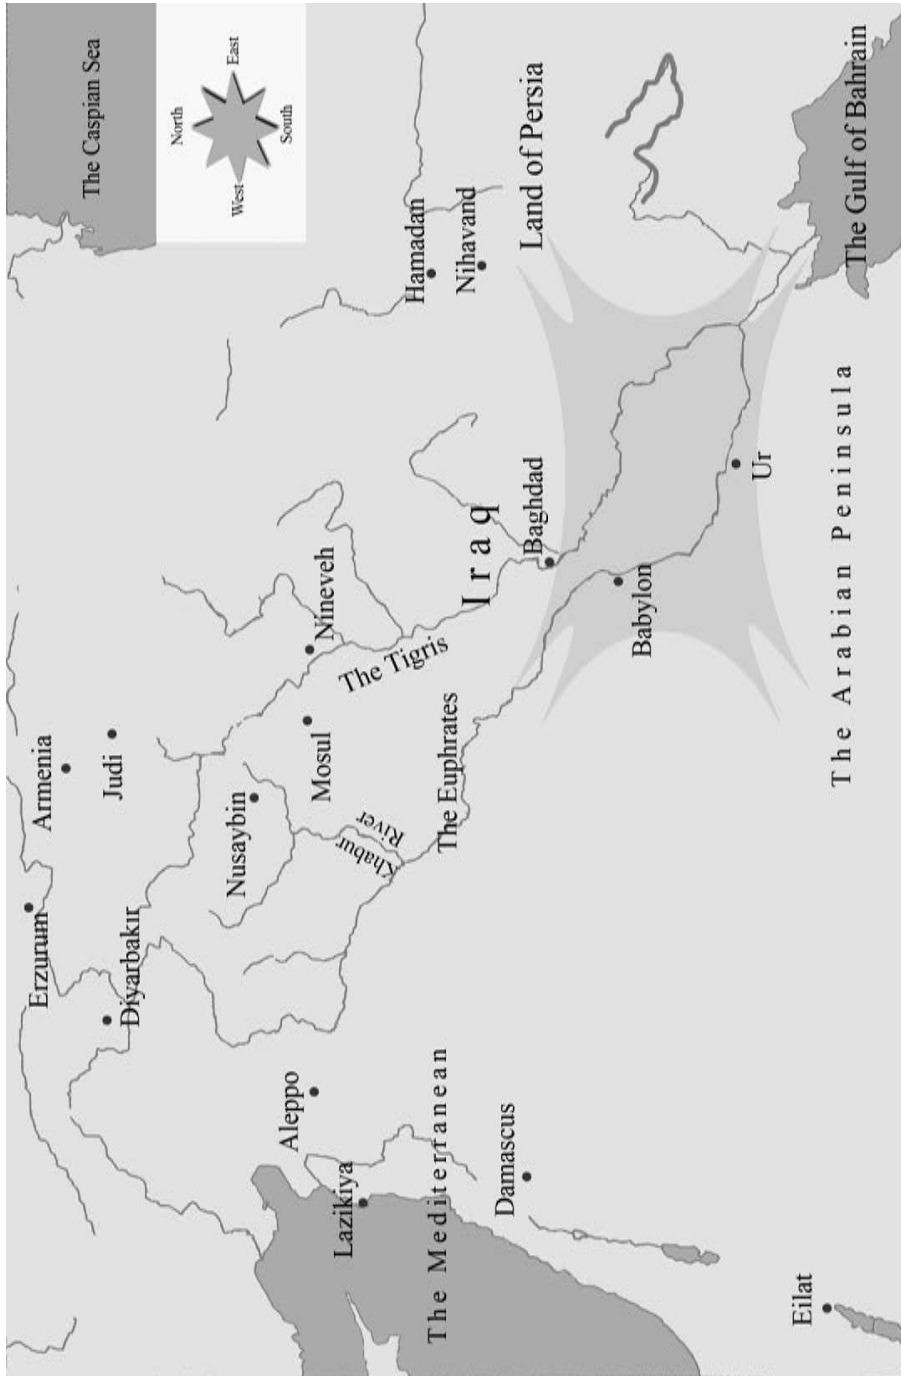 Erzurum
Armenia
The Caspian Sea
Judi
Diyarbakır
North
West
East
South
Nusaybin
Aleppo
Mosul
Nineveh
Lazikiya
Khabur
River
The Tigris
Hamadan
The Mediterranean
The Euphrates
Nihavand
Iraq
Damascus
Baghdad
Land of Persia
Babylon
Ur
Eilat
The Arabian Peninsula
The Gulf of Bahrain